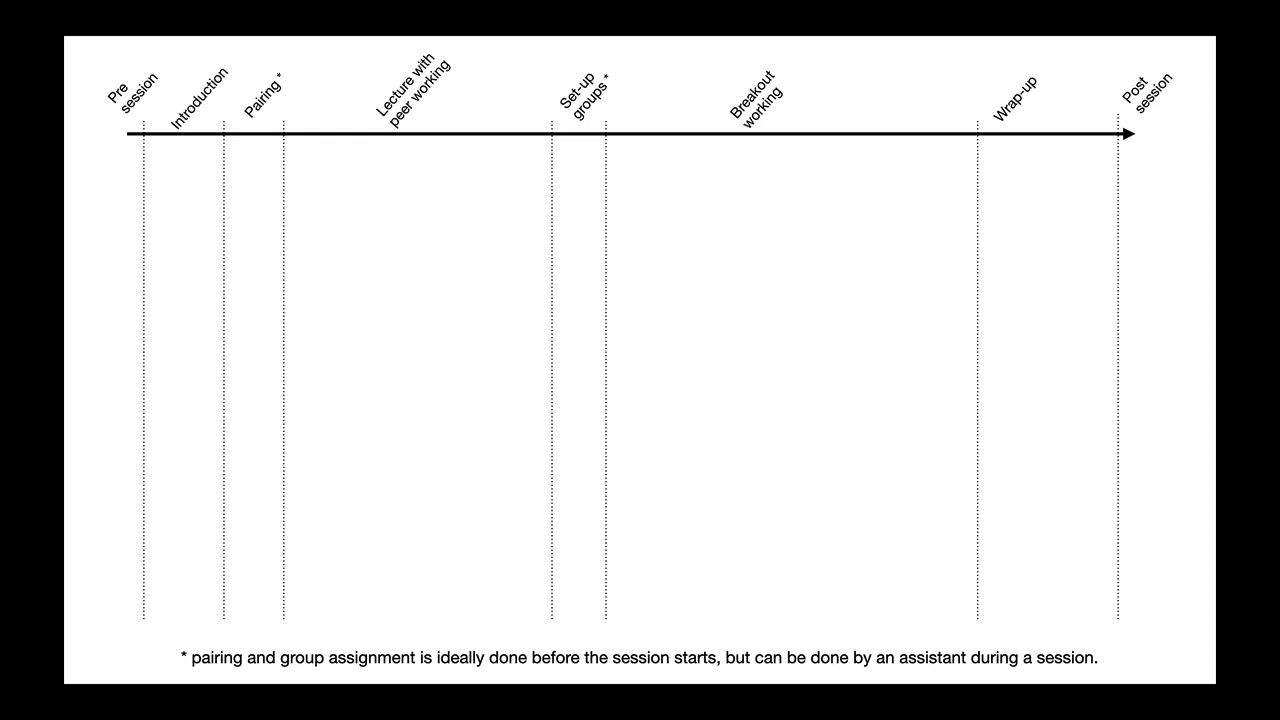 Pre
session
Introduction
Pairing *
Lecture with
peer working
Set-up
groups *
Breakout
working
Wrap-up
Post
session
* pairing and group assignment is ideally done before the session starts, but can be done by an assistant during a session.